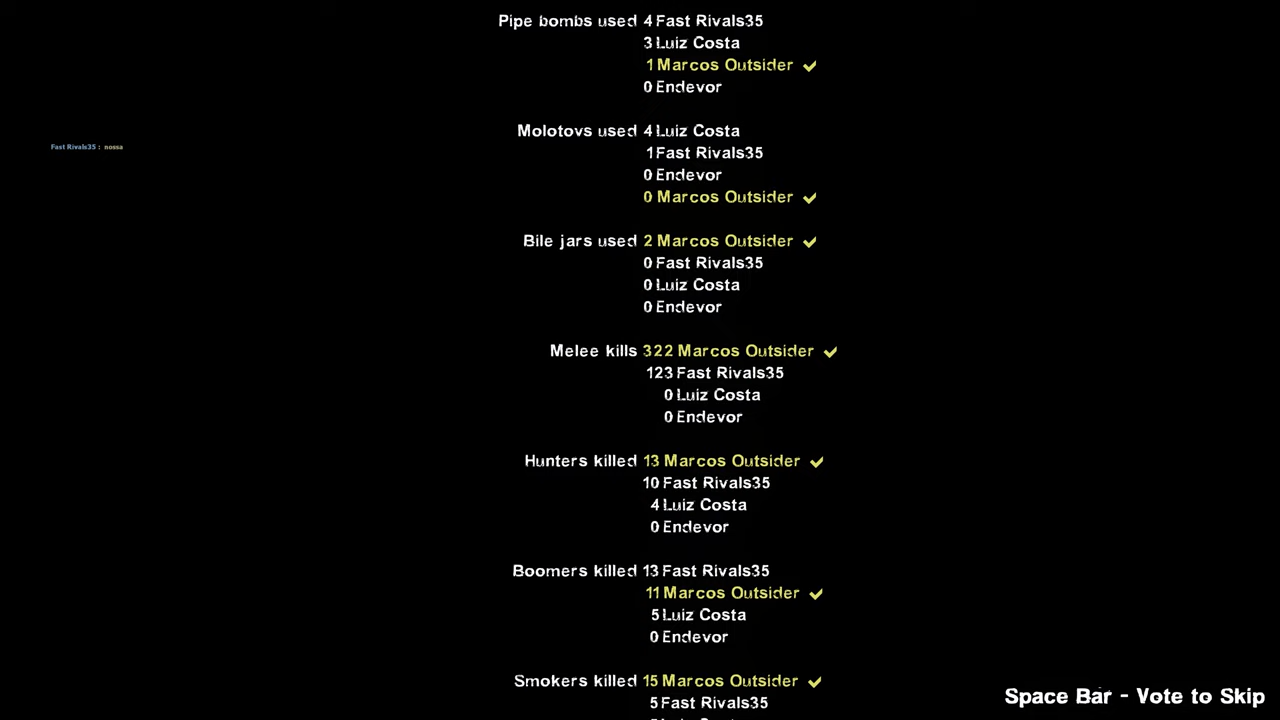 Pipe bombs used 4 Fast Rivals35
3 Luiz Costa
1 Marcos Outsider ✔
0 Endevor
Fast Rivals35 : nossa
Molotovs used 4 Luiz Costa
1 Fast Rivals35
0 Endevor
0 Marcos Outsider ✔
Bile jars used 2 Marcos Outsider ✔
0 Fast Rivals35
0 Luiz Costa
0 Endevor
Melee kills 322 Marcos Outsider ✔
123 Fast Rivals35
0 Luiz Costa
0 Endevor
Hunters killed 13 Marcos Outsider ✔
10 Fast Rivals35
4 Luiz Costa
0 Endevor
Boomers killed 13 Fast Rivals35
11 Marcos Outsider ✔
5 Luiz Costa
0 Endevor
Smokers killed 15 Marcos Outsider ✔
5 Fast Rivals35
Space Bar - Vote to Skip